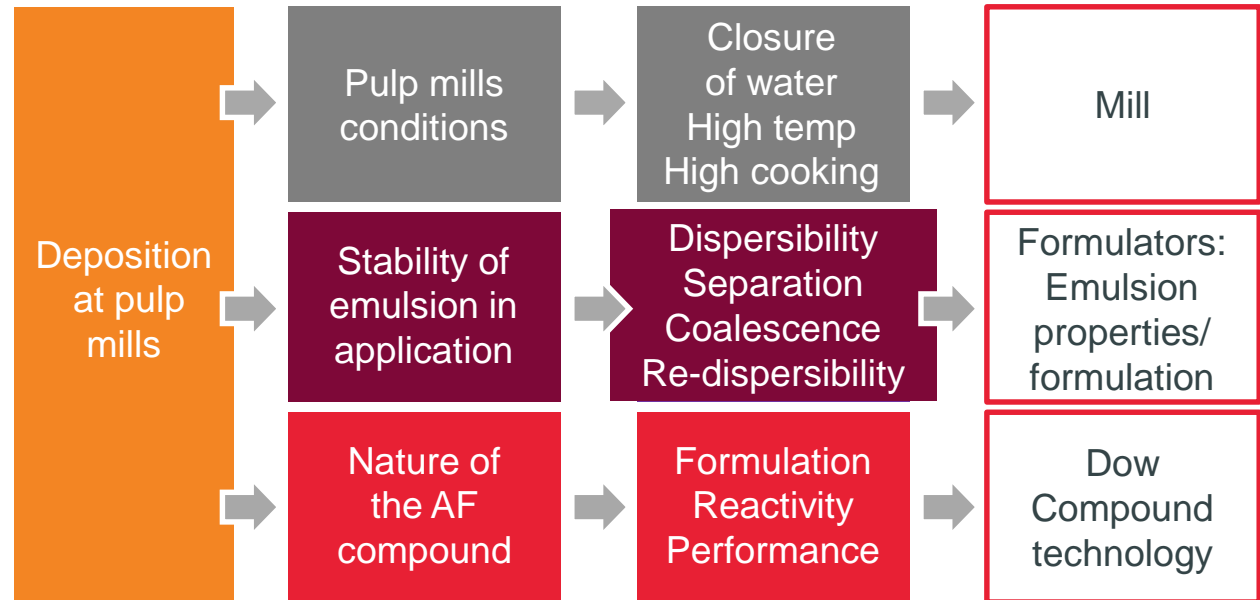 Deposition
at pulp
mills
Pulp mills
conditions
Closure
of water
High temp
High cooking
Mill
Stability of
emulsion in
application
Dispersibility
Separation
Coalescence
Re-dispersibility
Formulators:
Emulsion
properties/
formulation
Nature of
the AF
compound
Formulation
Reactivity
Performance
Dow
Compound
technology